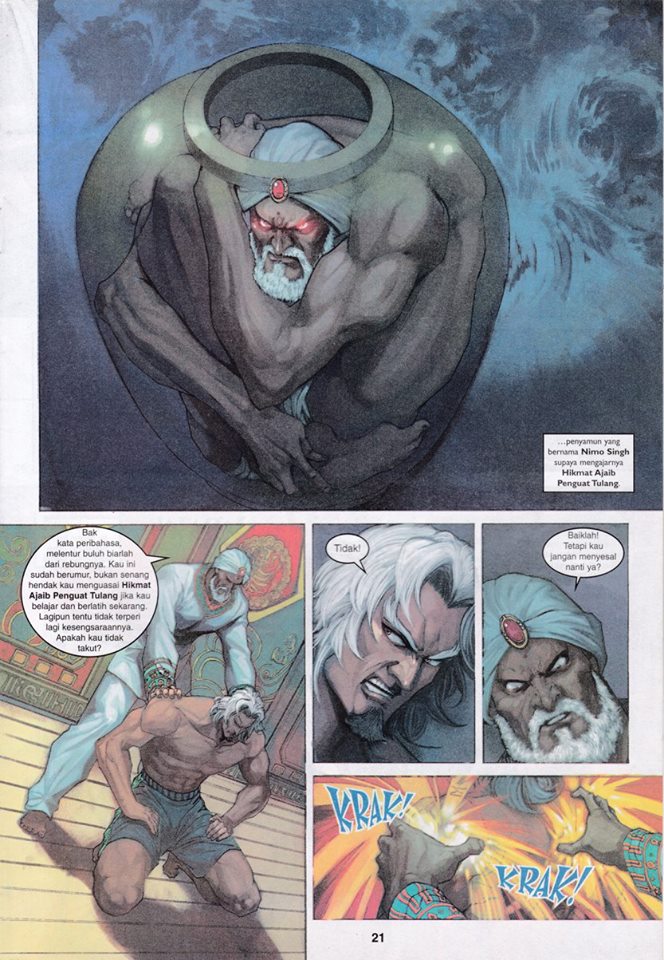 ...penyamun yang
bernama Nimo Singh
supaya mengajarnya
Hikmat Ajaib
Penguat Tulang.
Bak
kata peribahasa,
melentur buluh biarlah
dari rebungnya. Kau ini
sudah berumur, bukan senang
hendak kau menguasai Hikmat
Ajaib Penguat Tulang jika kau
belajar dan berlatih sekarang.
Lagipun tentu tidak terperi
lagi kesengsaraannya.
Apakah kau tidak
takut?
Tidak!
Baiklah!
Tetapi kau
jangan menyesal
nanti ya?
KRAK!
KRAK!
21